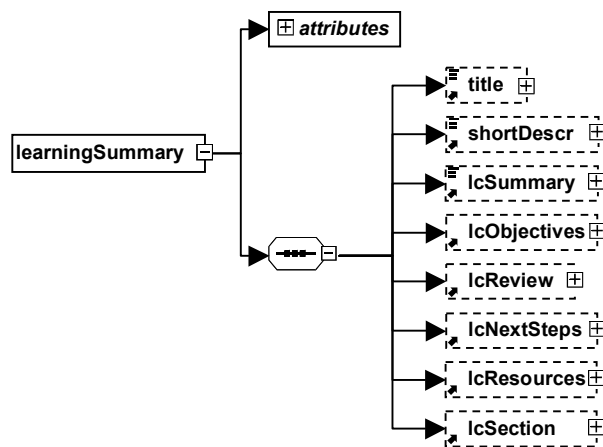 attributes
learningSummary
title
shortDescr
lcSummary
lcObjectives
lcReview
lcNextSteps
lcResources
lcSection